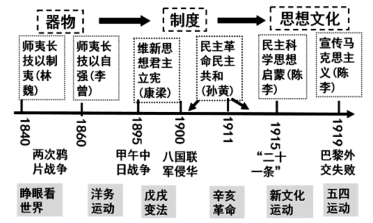 器物 制度 思想文化
师夷长
技以制
夷(林
魏)
师夷长
技以自
强(李
曾)
维新思
想君主
立宪
(康梁)
民主革
命民主
共和
(孙黄)
民主科
学思想
启蒙(陈
李)
宣传马
克思主
义(陈
李)
1840 1860 1895 1900 1911 1915 1919
两次鸦
片战争
甲午中
日战争
八国联
军侵华
“二十
一条”
巴黎外
交失败
睁眼看
世界
洋务
运动
戊戌
变法
辛亥
革命
新文化
运动
五四
运动